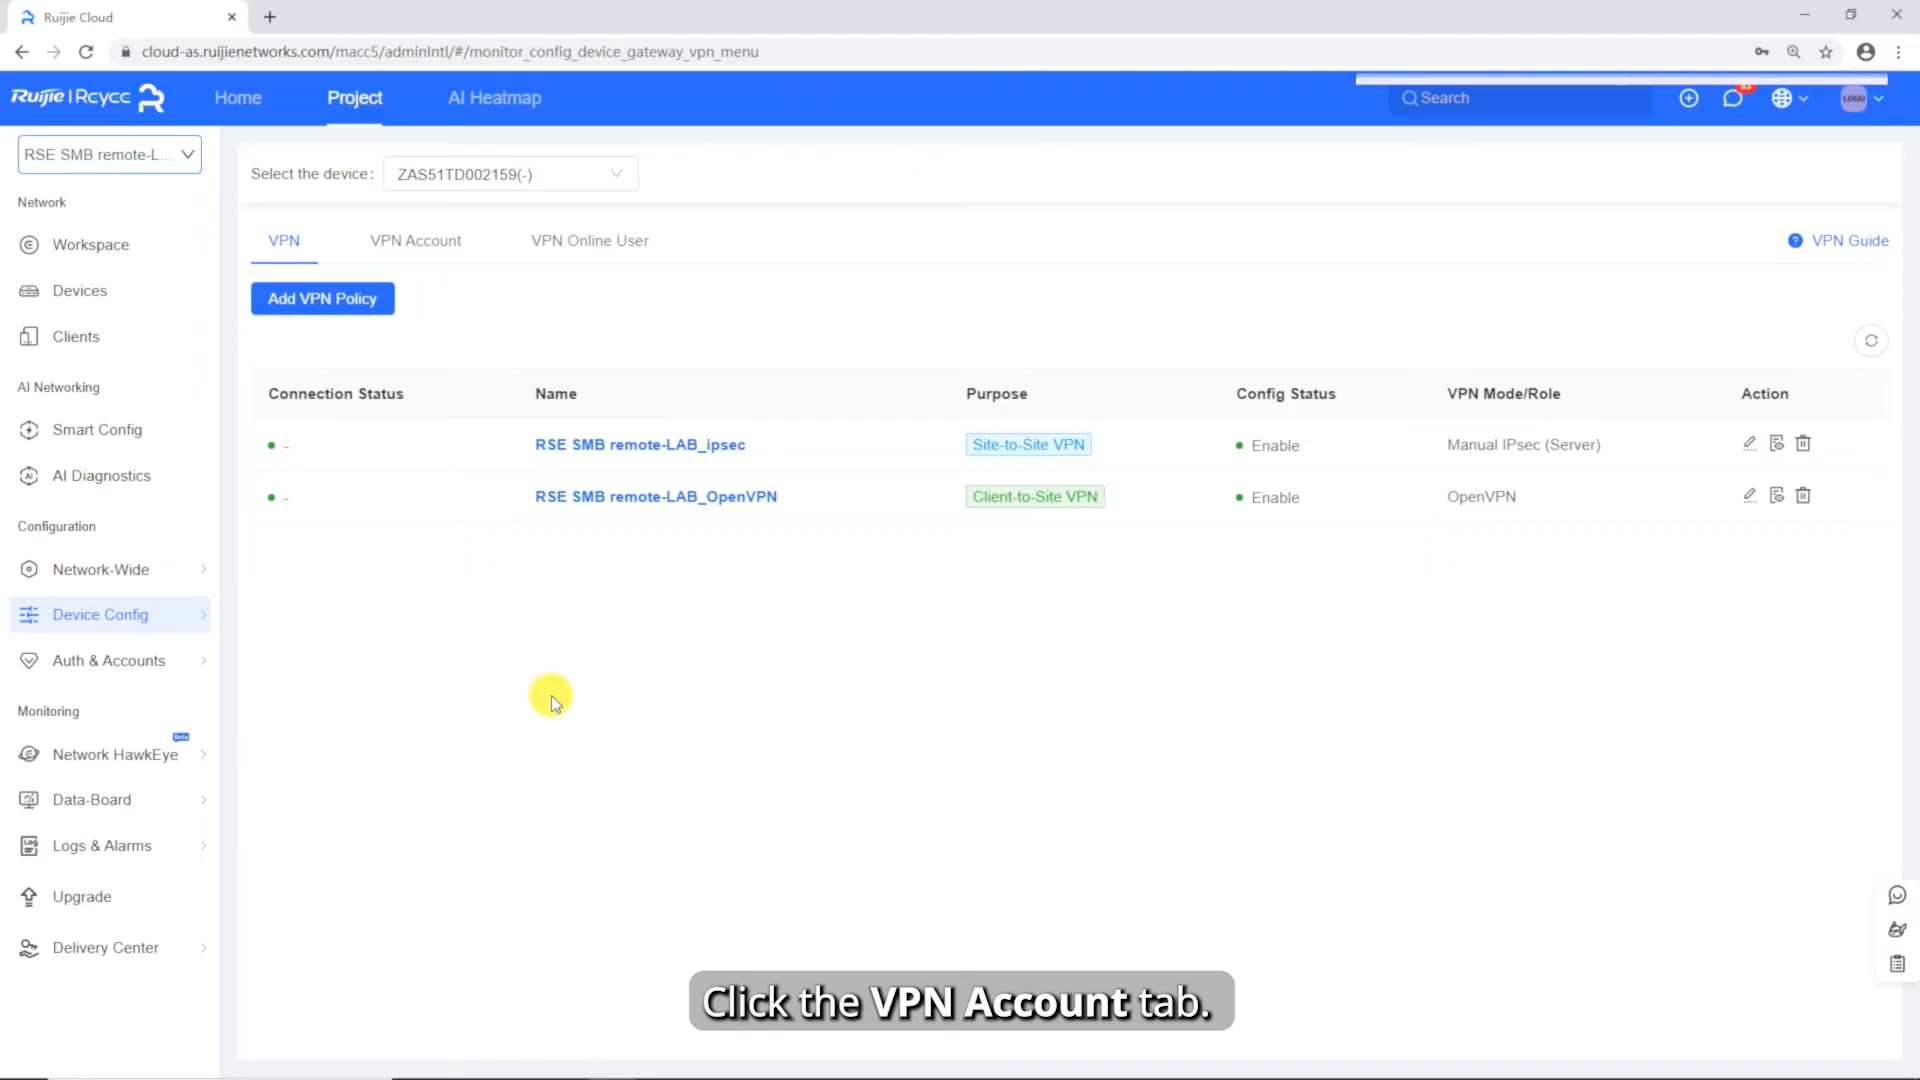 Ruijie Cloud
cloud-as.ruijienetworks.com/macc5/adminIntl/#/monitor_config_device_gateway_vpn_menu
Ruijie | Rcycc
Home
Project
AI Heatmap
Search
83
LOGO
RSE SMB remote-L...
Select the device:
ZAS51TD002159(-)
Network
Workspace
Devices
Clients
AI Networking
Smart Config
AI Diagnostics
Configuration
Network-Wide
Device Config
Auth & Accounts
Monitoring
Beta
Network HawkEye
Data-Board
Logs & Alarms
Upgrade
Delivery Center
VPN
VPN Account
VPN Online User
VPN Guide
Add VPN Policy
Connection Status Name Purpose Config Status VPN Mode/Role Action
- RSE SMB remote-LAB_ipsec Site-to-Site VPN Enable Manual IPsec (Server)
- RSE SMB remote-LAB_OpenVPN Client-to-Site VPN Enable OpenVPN
Click the VPN Account tab.